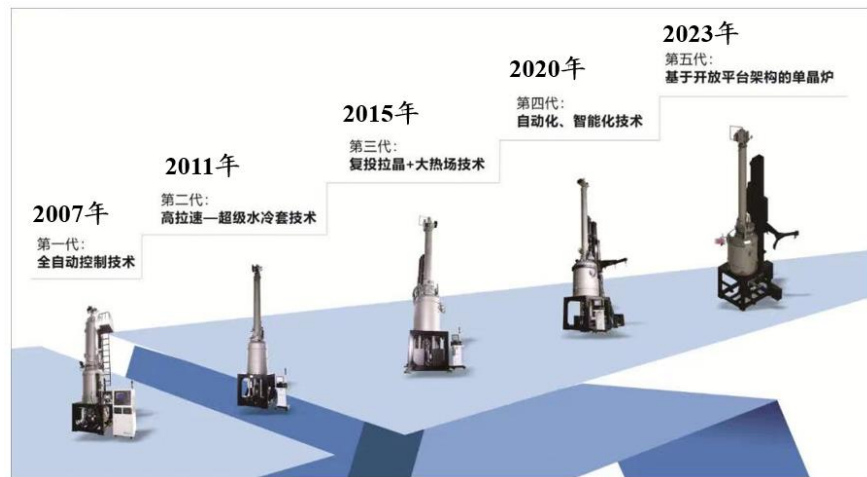 2007年
第一代：
全自动控制技术
2011年
第二代：
高拉速—超级水冷套技术
2015年
第三代：
复投拉晶+大热场技术
2020年
第四代：
自动化、智能化技术
2023年
第五代：
基于开放平台架构的单晶炉